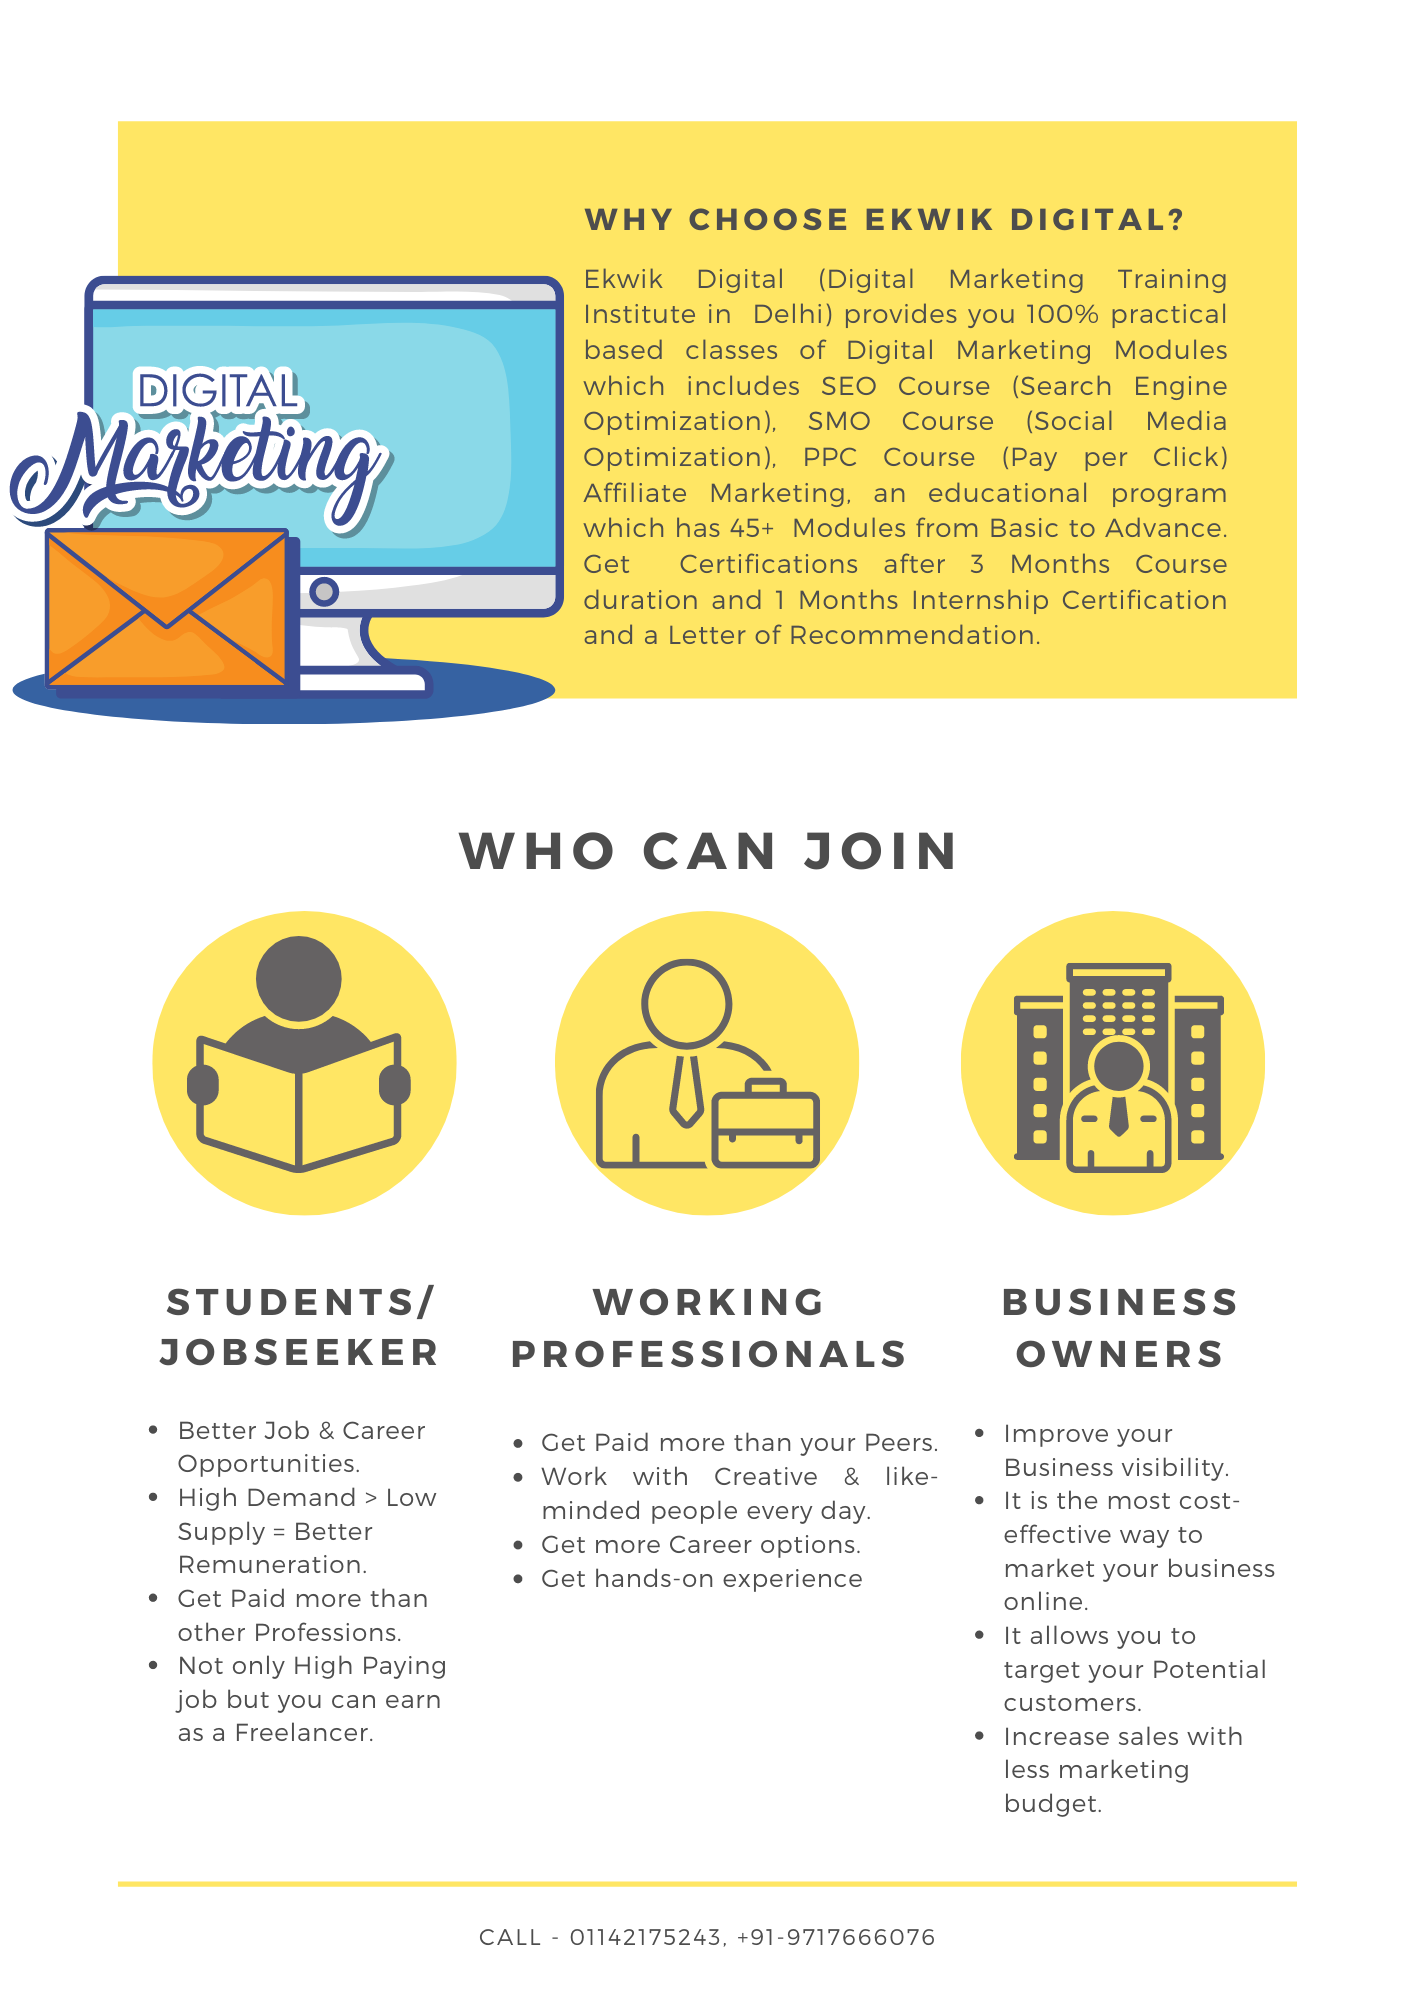 WHY CHOOSE EKWIK DIGITAL?
Ekwik Digital (Digital Marketing Training
Institute in Delhi) provides you 100% practical
based classes of Digital Marketing Modules
which includes SEO Course (Search Engine
Optimization), SMO Course (Social Media
Optimization), PPC Course (Pay per Click)
Affiliate Marketing, an educational program
which has 45+ Modules from Basic to Advance.
Get Certifications after 3 Months Course
duration and 1 Months Internship Certification
and a Letter of Recommendation.
DIGITAL
Marketing
WHO CAN JOIN
STUDENTS/
JOBSEEKER
• Better Job & Career
Opportunities.
• High Demand > Low
Supply = Better
Remuneration.
• Get Paid more than
other Professions.
• Not only High Paying
job but you can earn
as a Freelancer.
WORKING
PROFESSIONALS
• Get Paid more than your Peers.
• Work with Creative & like-
minded people every day.
• Get more Career options.
• Get hands-on experience
BUSINESS
OWNERS
• Improve your
Business visibility.
• It is the most cost-
effective way to
market your business
online.
• It allows you to
target your Potential
customers.
• Increase sales with
less marketing
budget.
CALL - 01142175243, +91-9717666076